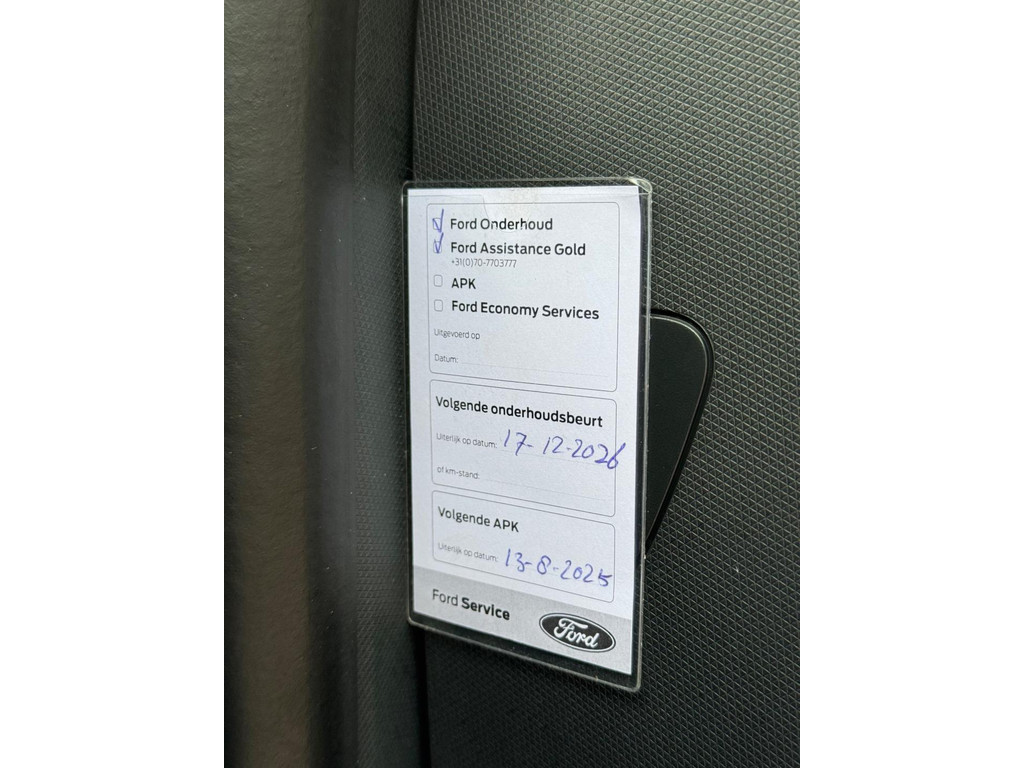 Ford Onderhoud
Ford Assistance Gold
+31(0)70-7703777
APK
Ford Economy Services
Uitgevoerd op
Datum:
Volgende onderhoudsbeurt
Uiterlijk op datum: 17-12-2026
of km-stand:
Volgende APK
Uiterlijk op datum: 13-8-2025
Ford Service
Ford